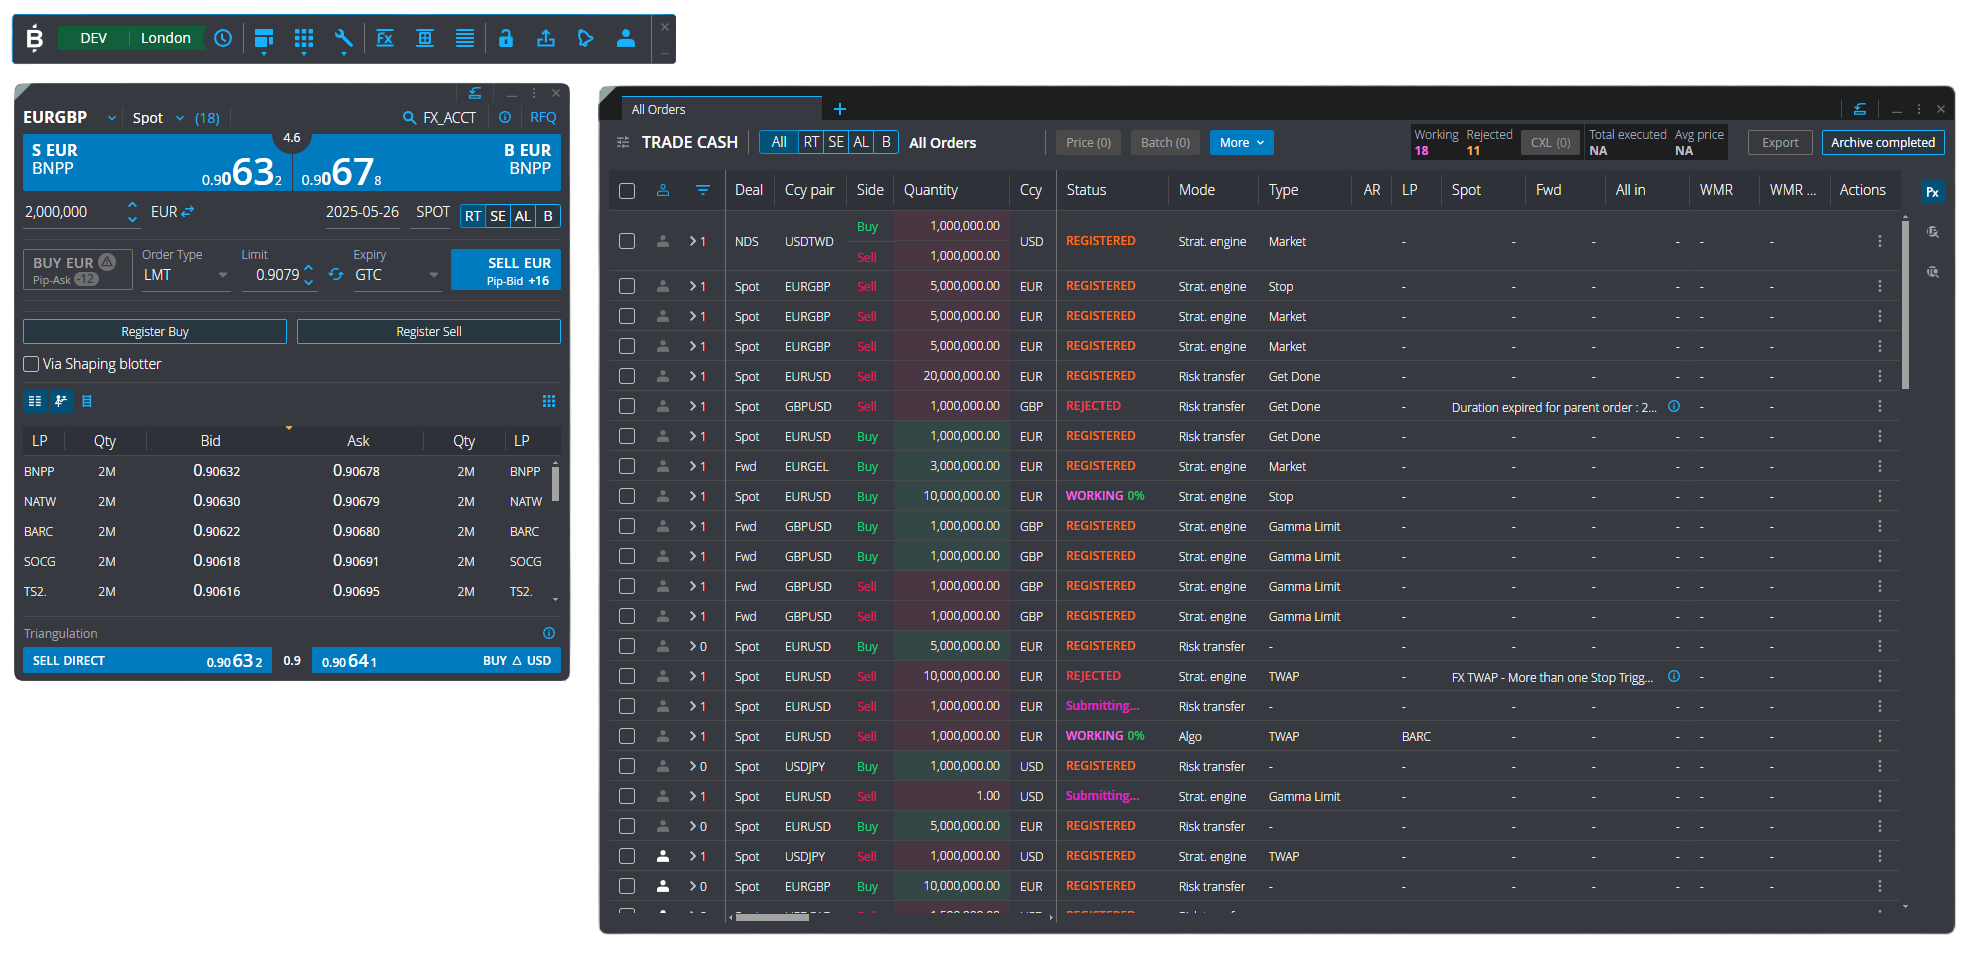 DEV London
Fx
EURGBP Spot (18) FX_ACCT RFQ
4.6
S EUR B EUR
BNPP BNPP
0.90632 0.90678
2,000,000 EUR 2025-05-26 SPOT RT SE AL B
Order Type Limit Expiry
BUY EUR LMT 0.9079 GTC SELL EUR
Pip-Ask -12 Pip-Bid +16
Register Buy Register Sell
Via Shaping blotter
LP Qty Bid Ask Qty LP
BNPP 2M 0.90632 0.90678 2M BNPP
NATW 2M 0.90630 0.90679 2M NATW
BARC 2M 0.90622 0.90680 2M BARC
SOCG 2M 0.90618 0.90691 2M SOCG
TS2. 2M 0.90616 0.90695 2M TS2.
Triangulation
SELL DIRECT 0.90632 0.9 0.90641 BUY △ USD
All Orders
TRADE CASH All RT SE AL B All Orders Price (0) Batch (0) More Working Rejected CXL (0) Total executed Avg price Export Archive completed
18 11 NA NA
Deal Ccy pair Side Quantity Ccy Status Mode Type AR LP Spot Fwd All in WMR WMR ... Actions Px
Buy 1,000,000.00
1 NDS USDTWD USD REGISTERED Strat. engine Market - - - - - -
Sell 1,000,000.00
1 Spot EURGBP Sell 5,000,000.00 EUR REGISTERED Strat. engine Stop - - - - - -
1 Spot EURGBP Sell 5,000,000.00 EUR REGISTERED Strat. engine Market - - - - - -
1 Spot EURGBP Sell 5,000,000.00 EUR REGISTERED Strat. engine Market - - - - - -
1 Spot EURUSD Sell 20,000,000.00 EUR REGISTERED Risk transfer Get Done - - - - - -
1 Spot GBPUSD Sell 1,000,000.00 GBP REJECTED Risk transfer Get Done - Duration expired for parent order : 2... - -
1 Spot EURUSD Buy 1,000,000.00 EUR REGISTERED Risk transfer Get Done - - - - - -
1 Fwd EURGEL Buy 3,000,000.00 EUR REGISTERED Strat. engine Market - - - - - -
1 Spot EURUSD Buy 10,000,000.00 EUR WORKING 0% Strat. engine Stop - - - - - -
1 Fwd GBPUSD Buy 1,000,000.00 GBP REGISTERED Strat. engine Gamma Limit - - - - - -
1 Fwd GBPUSD Buy 1,000,000.00 GBP REGISTERED Strat. engine Gamma Limit - - - - - -
1 Fwd GBPUSD Sell 1,000,000.00 GBP REGISTERED Strat. engine Gamma Limit - - - - - -
1 Fwd GBPUSD Sell 1,000,000.00 GBP REGISTERED Strat. engine Gamma Limit - - - - - -
0 Spot EURUSD Buy 5,000,000.00 EUR REGISTERED Risk transfer - - - - - - -
1 Spot EURUSD Sell 10,000,000.00 EUR REJECTED Strat. engine TWAP - FX TWAP - More than one Stop Trigg... - -
1 Spot EURUSD Sell 1,000,000.00 EUR Submitting... Risk transfer - - - - - - -
1 Spot EURUSD Sell 1,000,000.00 EUR WORKING 0% Algo TWAP BARC - - - - -
0 Spot USDJPY Buy 1,000,000.00 USD REGISTERED Risk transfer - - - - - - -
1 Spot EURUSD Sell 1.00 USD Submitting... Strat. engine Gamma Limit - - - - - -
0 Spot EURUSD Buy 5,000,000.00 EUR REGISTERED Risk transfer - - - - - - -
1 Spot USDJPY Sell 1,000,000.00 USD REGISTERED Strat. engine TWAP - - - - - -
0 Spot EURGBP Buy 10,000,000.00 EUR REGISTERED Risk transfer - - - - - - -